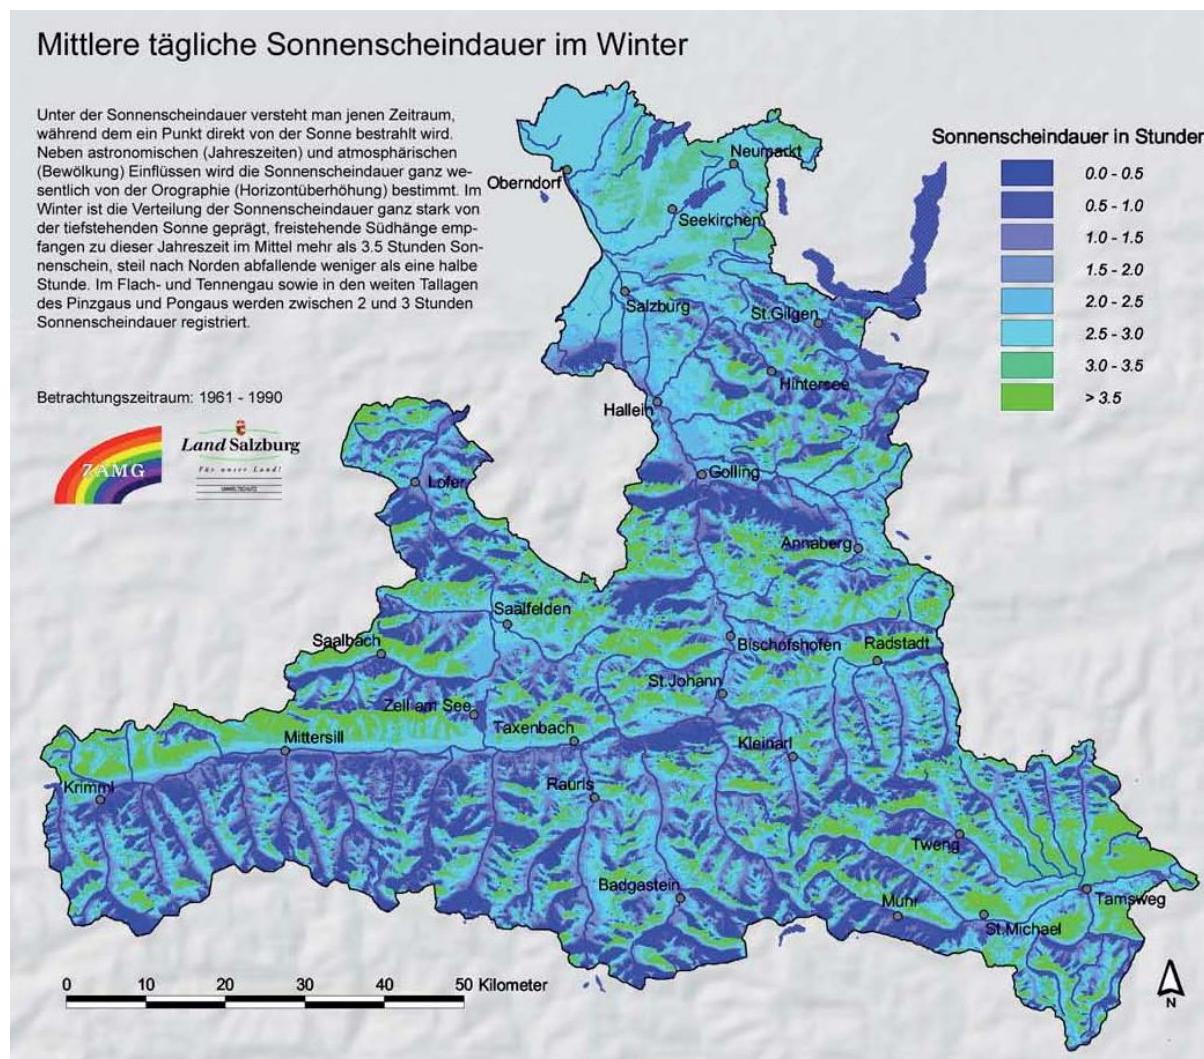 Mittlere tägliche Sonnenscheindauer im Winter
Unter der Sonnenscheindauer versteht man jenen Zeitraum,
während dem ein Punkt direkt von der Sonne bestrahlt wird.
Neben astronomischen (Jahreszeiten) und atmosphärischen
(Bewölkung) Einflüssen wird die Sonnenscheindauer ganz we-
sentlich von der Orographie (Horizontüberhöhung) bestimmt. Im
Winter ist die Verteilung der Sonnenscheindauer ganz stark von
der tiefstehenden Sonne geprägt, freistehende Südhänge emp-
fangen zu dieser Jahreszeit im Mittel mehr als 3.5 Stunden Son-
nenschein, steil nach Norden abfallende weniger als eine halbe
Stunde. Im Flach- und Tennengau sowie in den weiten Tallagen
des Pinzgaus und Pongaus werden zwischen 2 und 3 Stunden
Sonnenscheindauer registriert.
Betrachtungszeitraum: 1961 - 1990
ZAMG
Land Salzburg
Für unser Land!
UMWELTSCHUTZ
Sonnenscheindauer in Stunden
0.0 - 0.5
0.5 - 1.0
1.0 - 1.5
1.5 - 2.0
2.0 - 2.5
2.5 - 3.0
3.0 - 3.5
> 3.5
Neumarkt
Oberndorf
Seekirchen
Salzburg
St.Gilgen
Hintersee
Hallein
Golling
Lofer
Annaberg
Saalfelden
Saalbach
Bischofshofen
Radstadt
St.Johann
Zell am See
Taxenbach
Mittersill
Kleinarl
Krimml
Rauris
Tweng
Badgastein
Muhr
Tamsweg
St.Michael
0 10 20 30 40 50 Kilometer
N